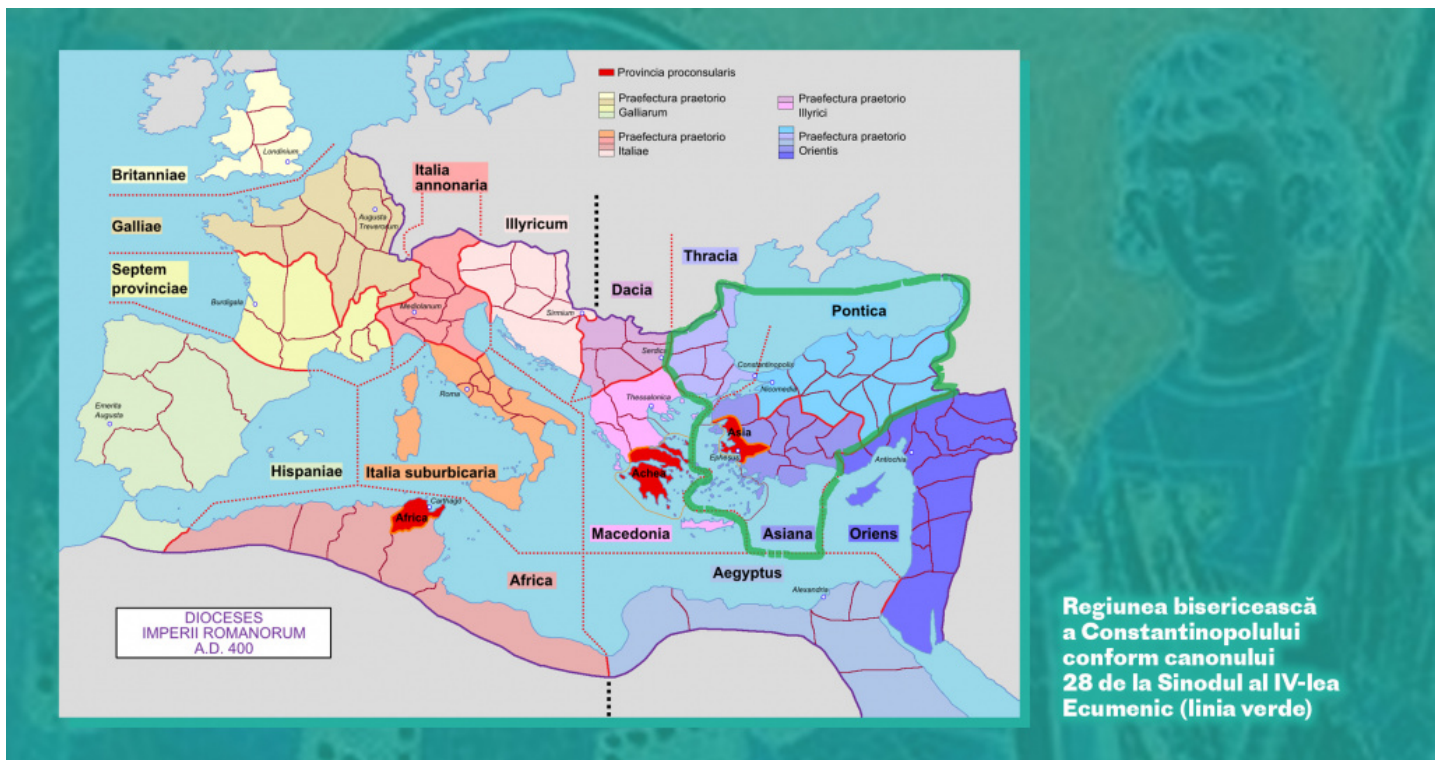 Provincia proconsularis
Praefectura praetorio
Galliarum
Praefectura praetorio
Italiae
Praefectura praetorio
Illyrici
Praefectura praetorio
Orientis
Londinium
Britanniae
Galliae
Augusta
Treverorum
Septem
provinciae
Burdigala
Italia
annonaria
Mediolanum
Illyricum
Sirmium
Dacia
Serdica
Thracia
Pontica
Constantinopolis
Nicomedia
Thessalonica
Roma
Emerita
Augusta
Hispaniae
Italia suburbicaria
Achea
Asia
Ephesus
Antiochia
Carthago
Africa
Macedonia
Asiana
Oriens
Africa
Aegyptus
Alexandria
DIOCESES
IMPERII ROMANORUM
A.D. 400
Regiunea bisericească
a Constantinopolului
conform canonului
28 de la Sinodul al IV-lea
Ecumenic (linia verde)